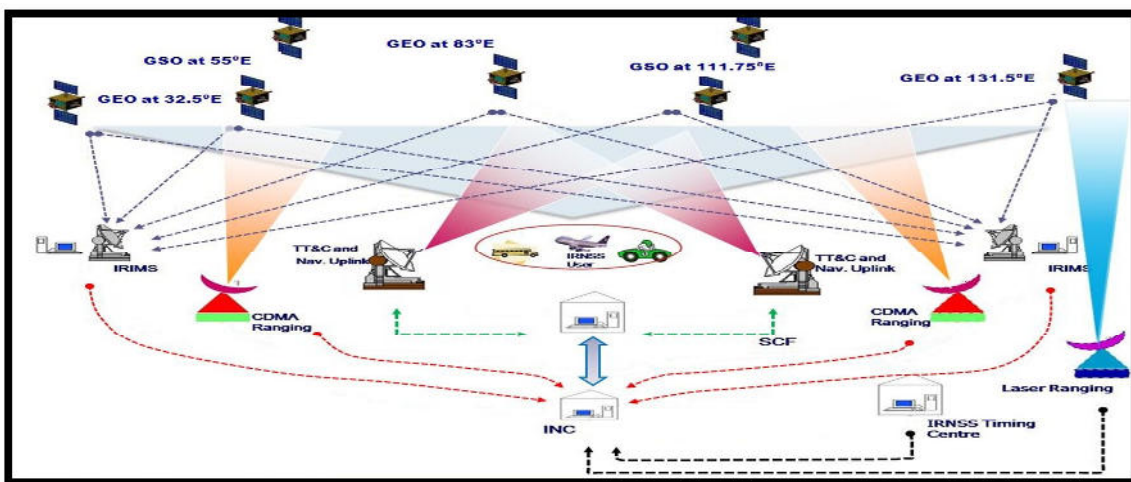 GEO at 83°E
GSO at 55°E
GSO at 111.75°E
GEO at 32.5°E
GEO at 131.5°E
IRIMS
TT&C and
Nav. Uplink
IRNSS
User
TT&C and
Nav. Uplink
IRIMS
CDMA
Ranging
CDMA
Ranging
SCF
Laser Ranging
INC
IRNSS Timing
Centre